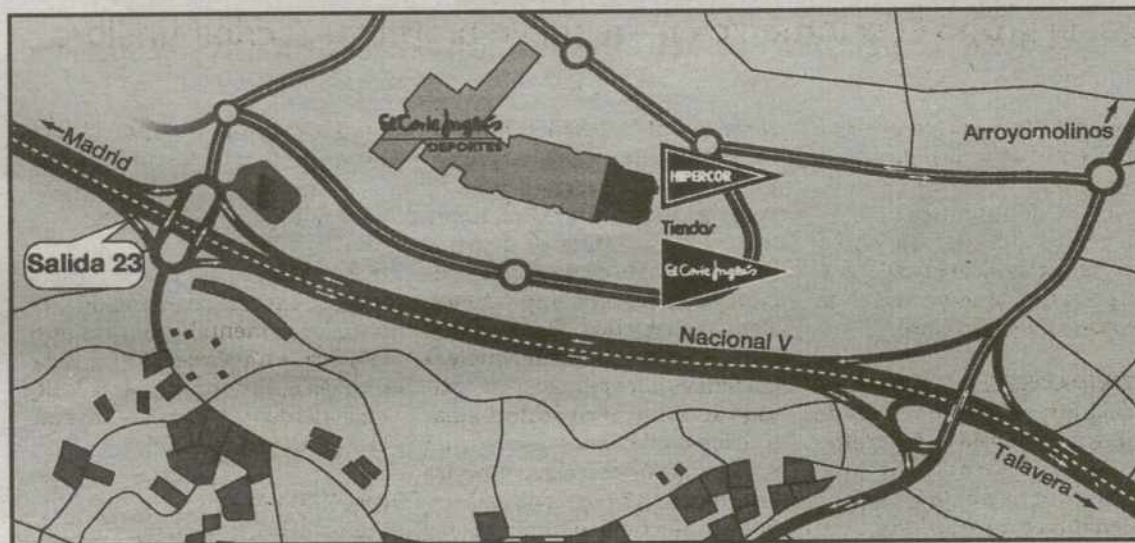 Madrid
El Corte Inglés
DEPORTES
Arroyomolinos
HIPERCOR
Tiendas
El Corte Inglés
Salida 23
Nacional V
Talavera